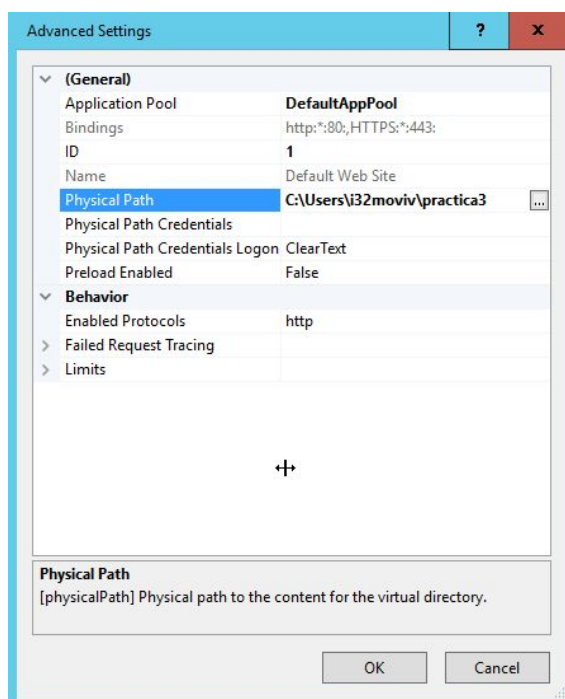 Advanced Settings ? x
(General)
Application Pool DefaultAppPool
Bindings http:*:80:,HTTPS:*:443:
ID 1
Name Default Web Site
Physical Path C:\Users\i32moviv\practica3 ...
Physical Path Credentials
Physical Path Credentials Logon ClearText
Preload Enabled False
Behavior
Enabled Protocols http
Failed Request Tracing
Limits
Physical Path
[physicalPath] Physical path to the content for the virtual directory.
OK Cancel